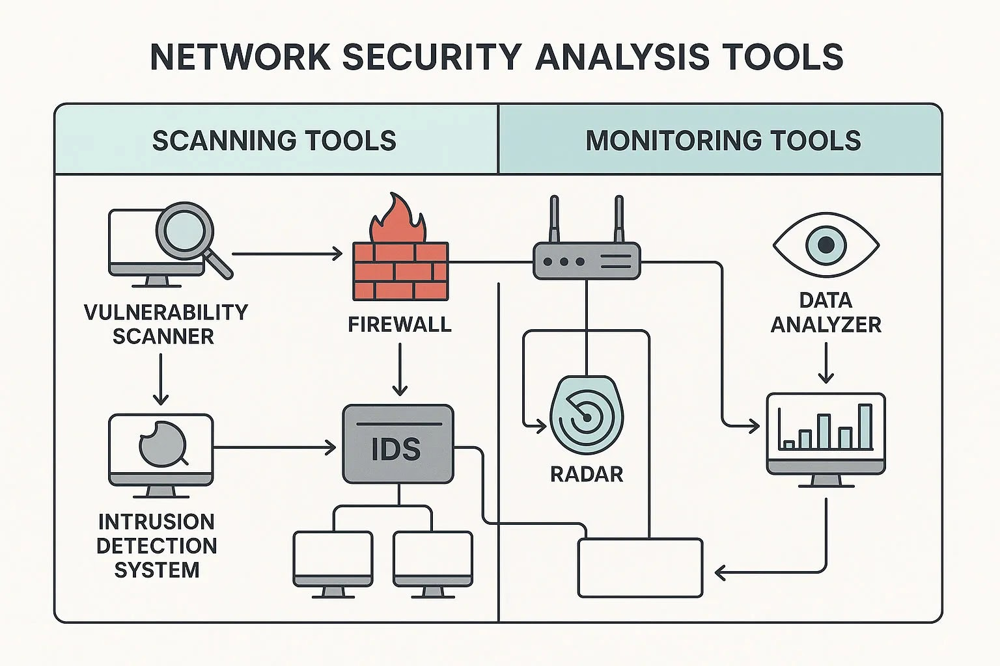 NETWORK SECURITY ANALYSIS TOOLS
SCANNING TOOLS
MONITORING TOOLS
VULNERABILITY
SCANNER
FIREWALL
DATA
ANALYZER
IDS
RADAR
INTRUSION
DETECTION
SYSTEM